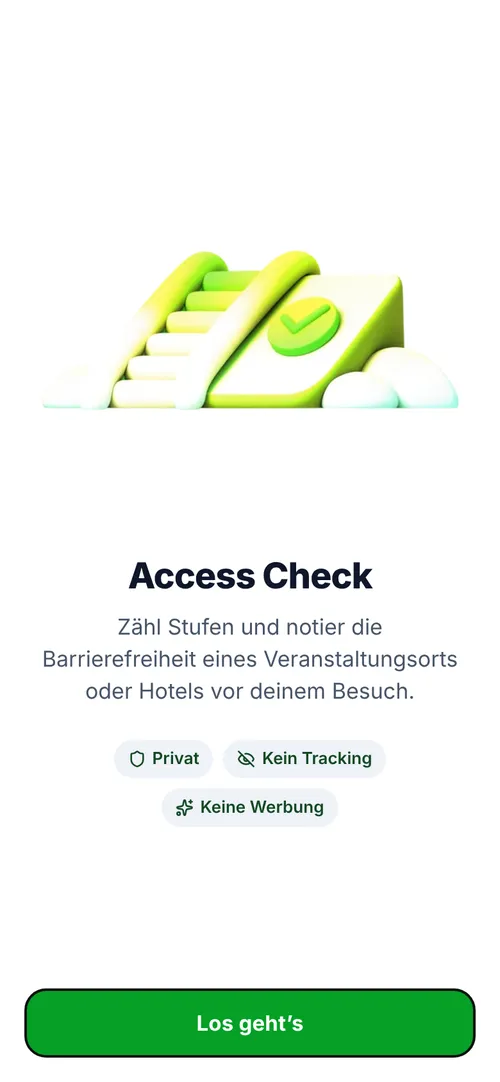 Access Check
Zähl Stufen und notier die
Barrierefreiheit eines Veranstaltungsorts
oder Hotels vor deinem Besuch.
Privat
Kein Tracking
Keine Werbung
Los geht’s